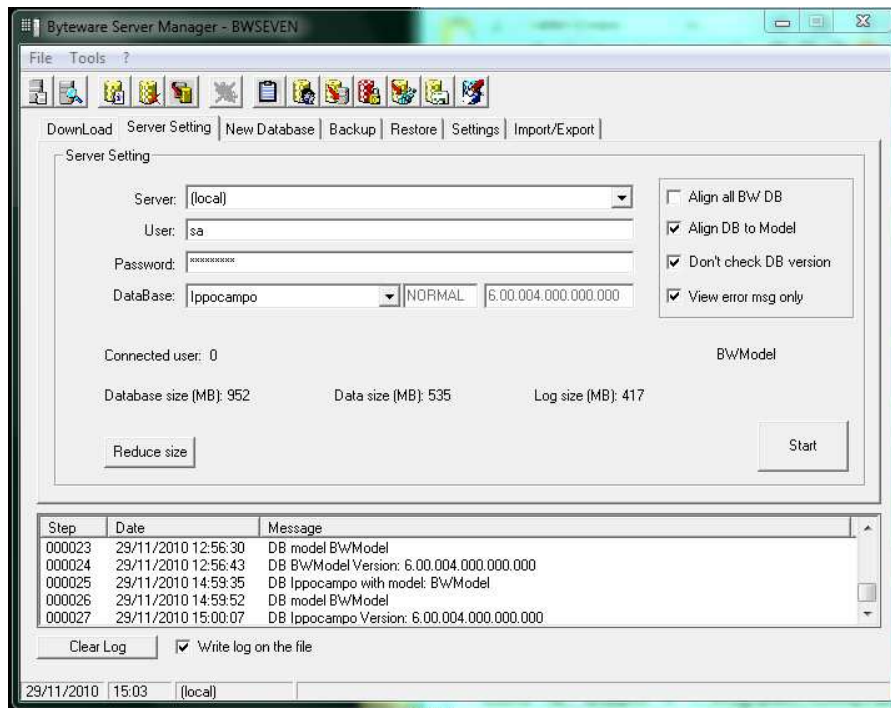 Byteware Server Manager - BWSEVEN
File Tools ?
DownLoad Server Setting New Database Backup Restore Settings Import/Export
Server Setting
Server: (local)
Align all BW DB
User: sa
Align DB to Model
Password: xxxxxxxxx
Don't check DB version
DataBase: Ippocampo NORMAL 6.00.004.000.000.000
View error msg only
Connected user: 0
BWModel
Database size (MB): 952 Data size (MB): 535 Log size (MB): 417
Reduce size
Start
Step Date Message
000023 29/11/2010 12:56:30 DB model BWModel
000024 29/11/2010 12:56:43 DB BWModel Version: 6.00.004.000.000.000
000025 29/11/2010 14:59:35 DB Ippocampo with model: BWModel
000026 29/11/2010 14:59:52 DB model BWModel
000027 29/11/2010 15:00:07 DB Ippocampo Version: 6.00.004.000.000.000
Clear Log Write log on the file
29/11/2010 15:03 (local)